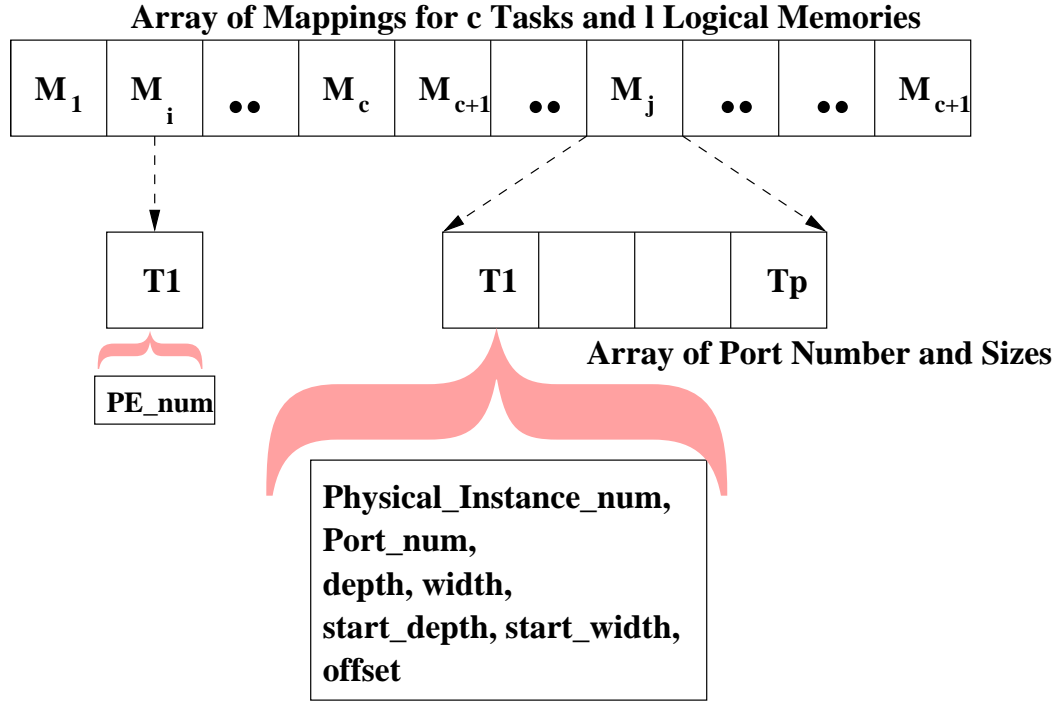 Array of Mappings for c Tasks and l Logical Memories
M1 Mi •• Mc Mc+1 •• Mj •• •• Mc+1
T1 T1 Tp
Array of Port Number and Sizes
PE_num
Physical_Instance_num,
Port_num,
depth, width,
start_depth, start_width,
offset